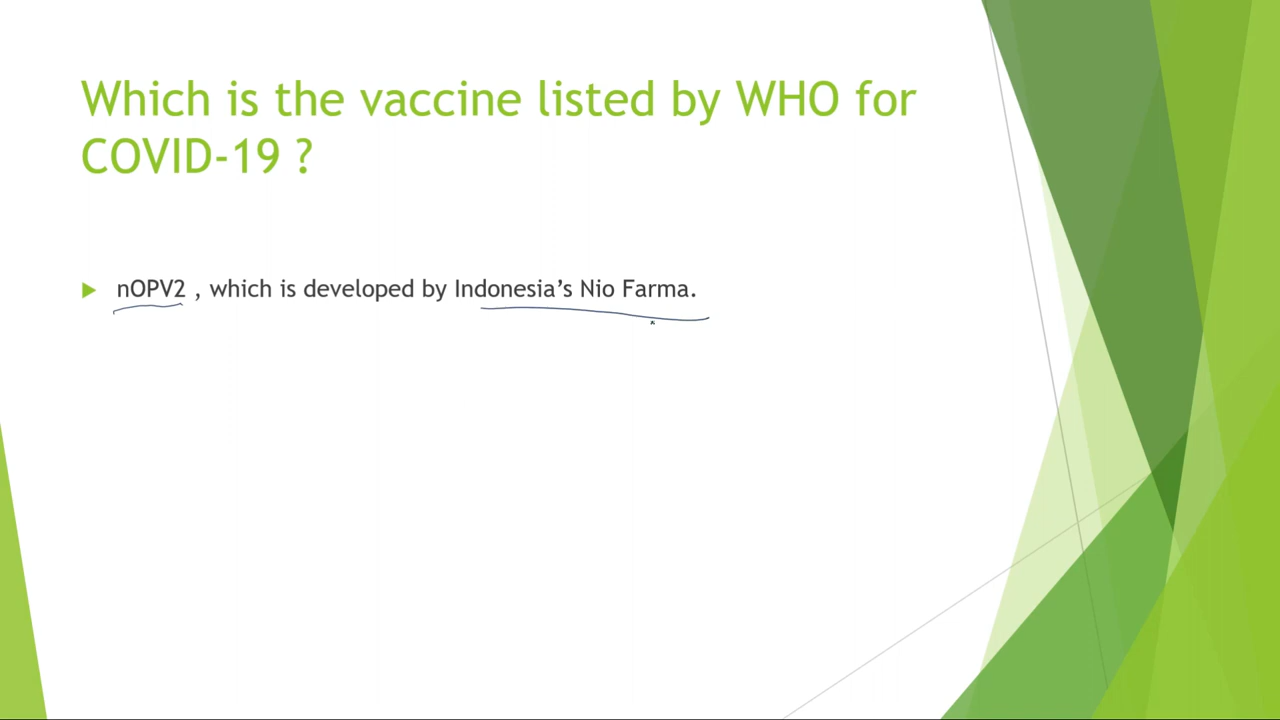 Which is the vaccine listed by WHO for
COVID-19 ?
nOPV2 , which is developed by Indonesia's Nio Farma.